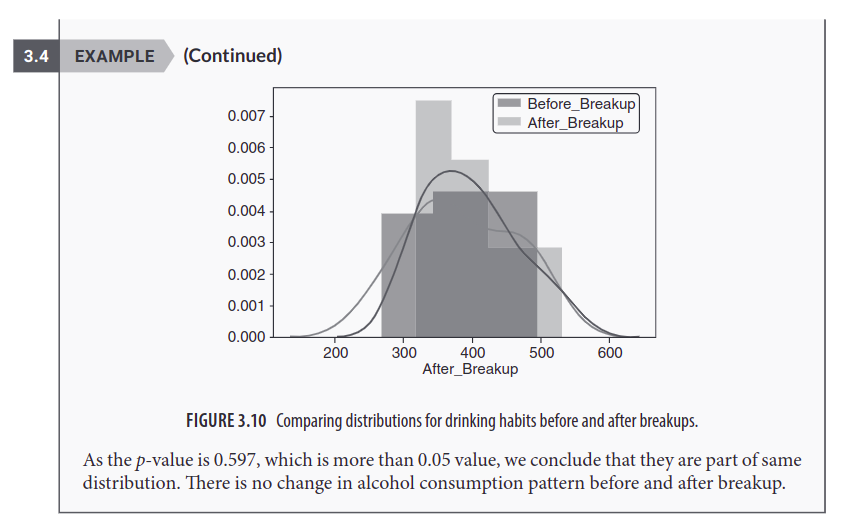 3.4 EXAMPLE (Continued)
Before_Breakup
After_Breakup
0.007
0.006
0.005
0.004
0.003
0.002
0.001
0.000
200 300 400 500 600
After_Breakup
FIGURE 3.10 Comparing distributions for drinking habits before and after breakups.
As the p-value is 0.597, which is more than 0.05 value, we conclude that they are part of same
distribution. There is no change in alcohol consumption pattern before and after breakup.